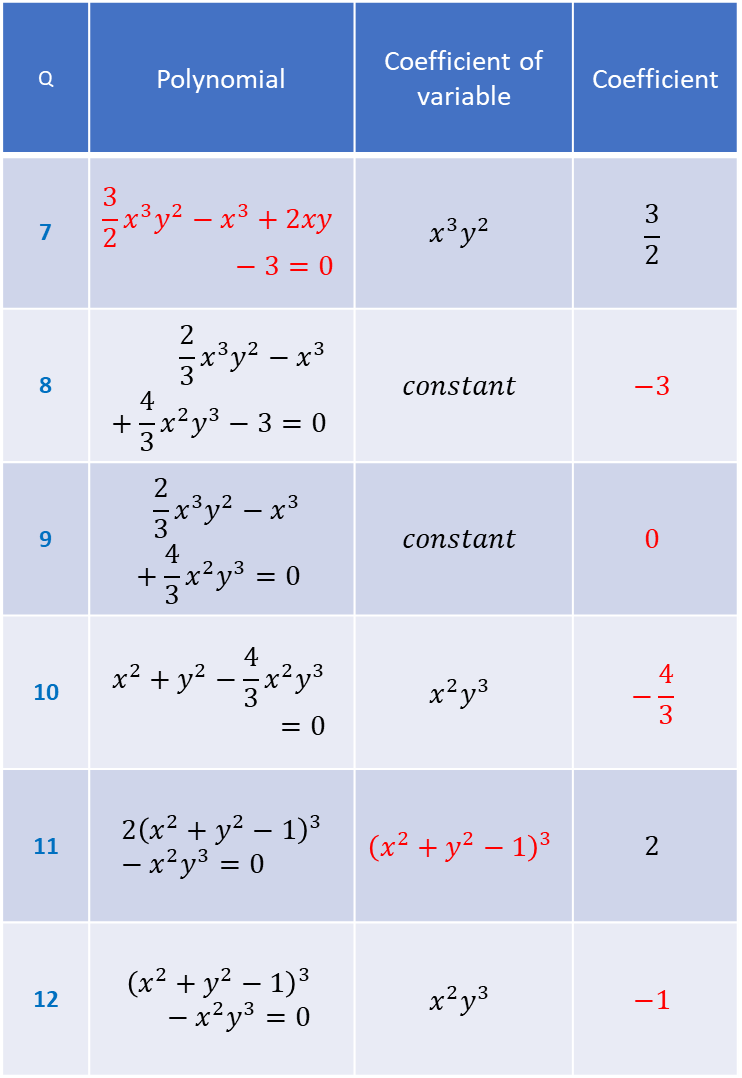 Q
Polynomial
Coefficient of
variable
Coefficient
7
3/2 x³y² − x³ + 2xy
− 3 = 0
x³y²
3/2
8
2/3 x³y² − x³
+ 4/3 x²y³ − 3 = 0
constant
−3
9
2/3 x³y² − x³
+ 4/3 x²y³ = 0
constant
0
10
x² + y² − 4/3 x²y³
= 0
x²y³
− 4/3
11
2(x² + y² − 1)³
− x²y³ = 0
(x² + y² − 1)³
2
12
(x² + y² − 1)³
− x²y³ = 0
x²y³
−1